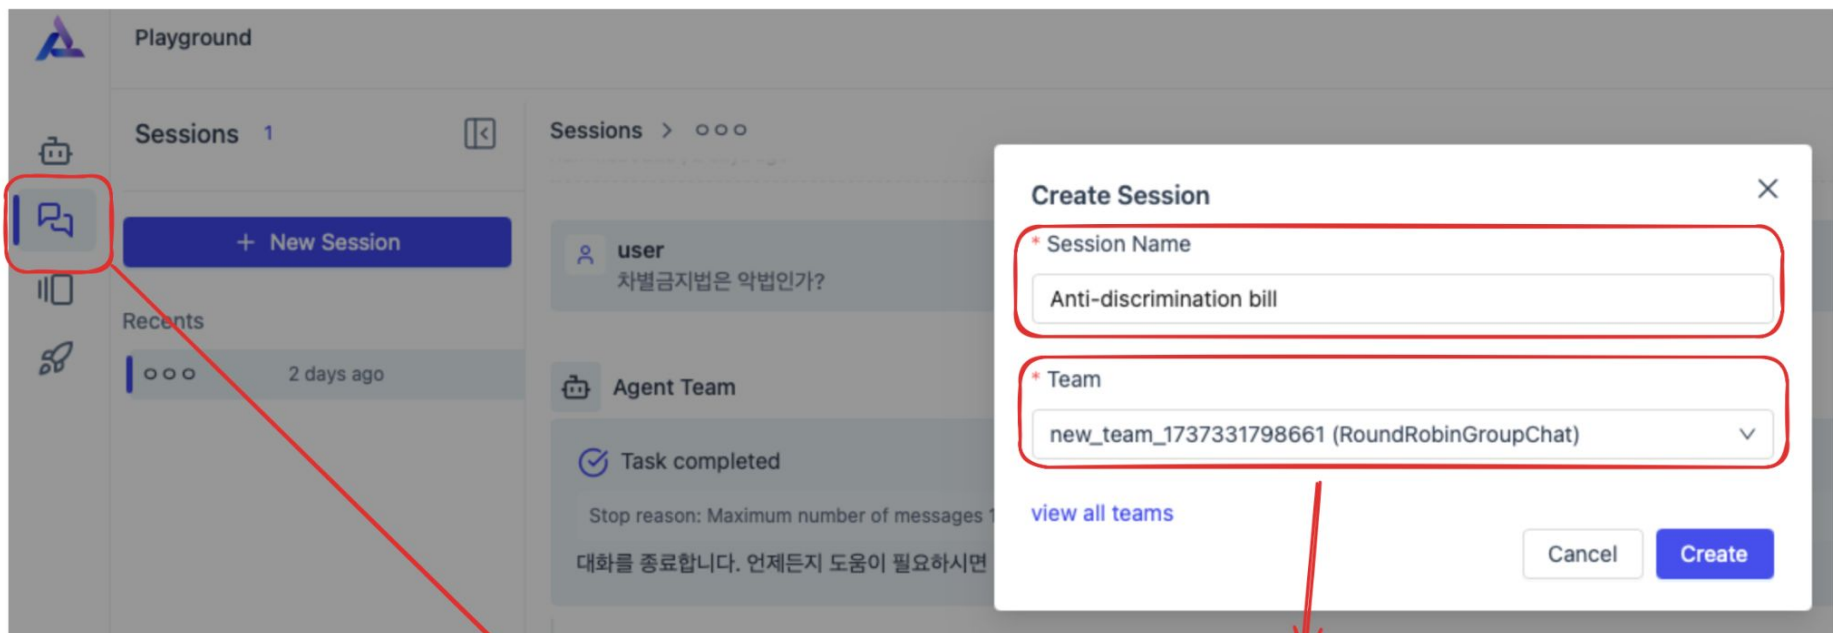 Playground
Sessions 1
+ New Session
Recents
ooo 2 days ago
Sessions > ooo
user
차별금지법은 악법인가?
Agent Team
Task completed
Stop reason: Maximum number of messages 1
대화를 종료합니다. 언제든지 도움이 필요하시면
Create Session
* Session Name
Anti-discrimination bill
* Team
new_team_1737331798661 (RoundRobinGroupChat)
view all teams
Cancel
Create